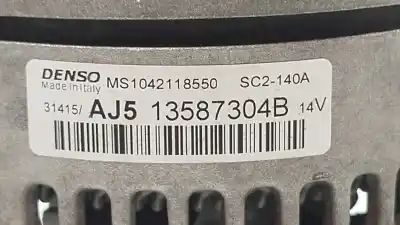 DENSO MS1042118550 SC2-140A
Made in Italy
31415/ AJ5 13587304B 14V